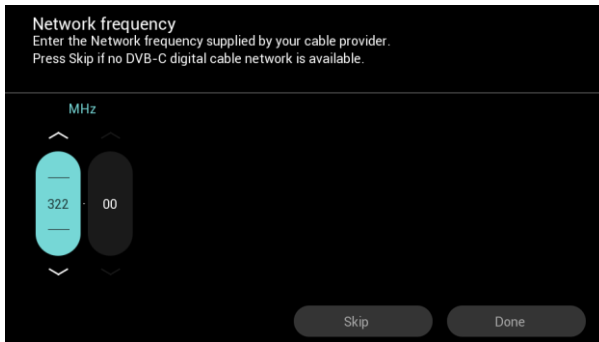 Network frequency
Enter the Network frequency supplied by your cable provider.
Press Skip if no DVB-C digital cable network is available.
MHz
322 . 00
Skip Done